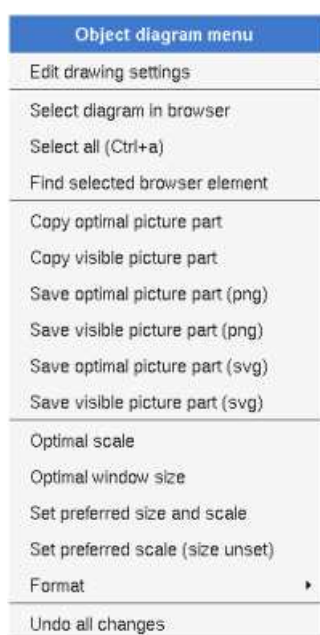 Object diagram menu
Edit drawing settings
Select diagram in browser
Select all (Ctrl+a)
Find selected browser element
Copy optimal picture part
Copy visible picture part
Save optimal picture part (png)
Save visible picture part (png)
Save optimal picture part (svg)
Save visible picture part (svg)
Optimal scale
Optimal window size
Set preferred size and scale
Set preferred scale (size unset)
Format
Undo all changes